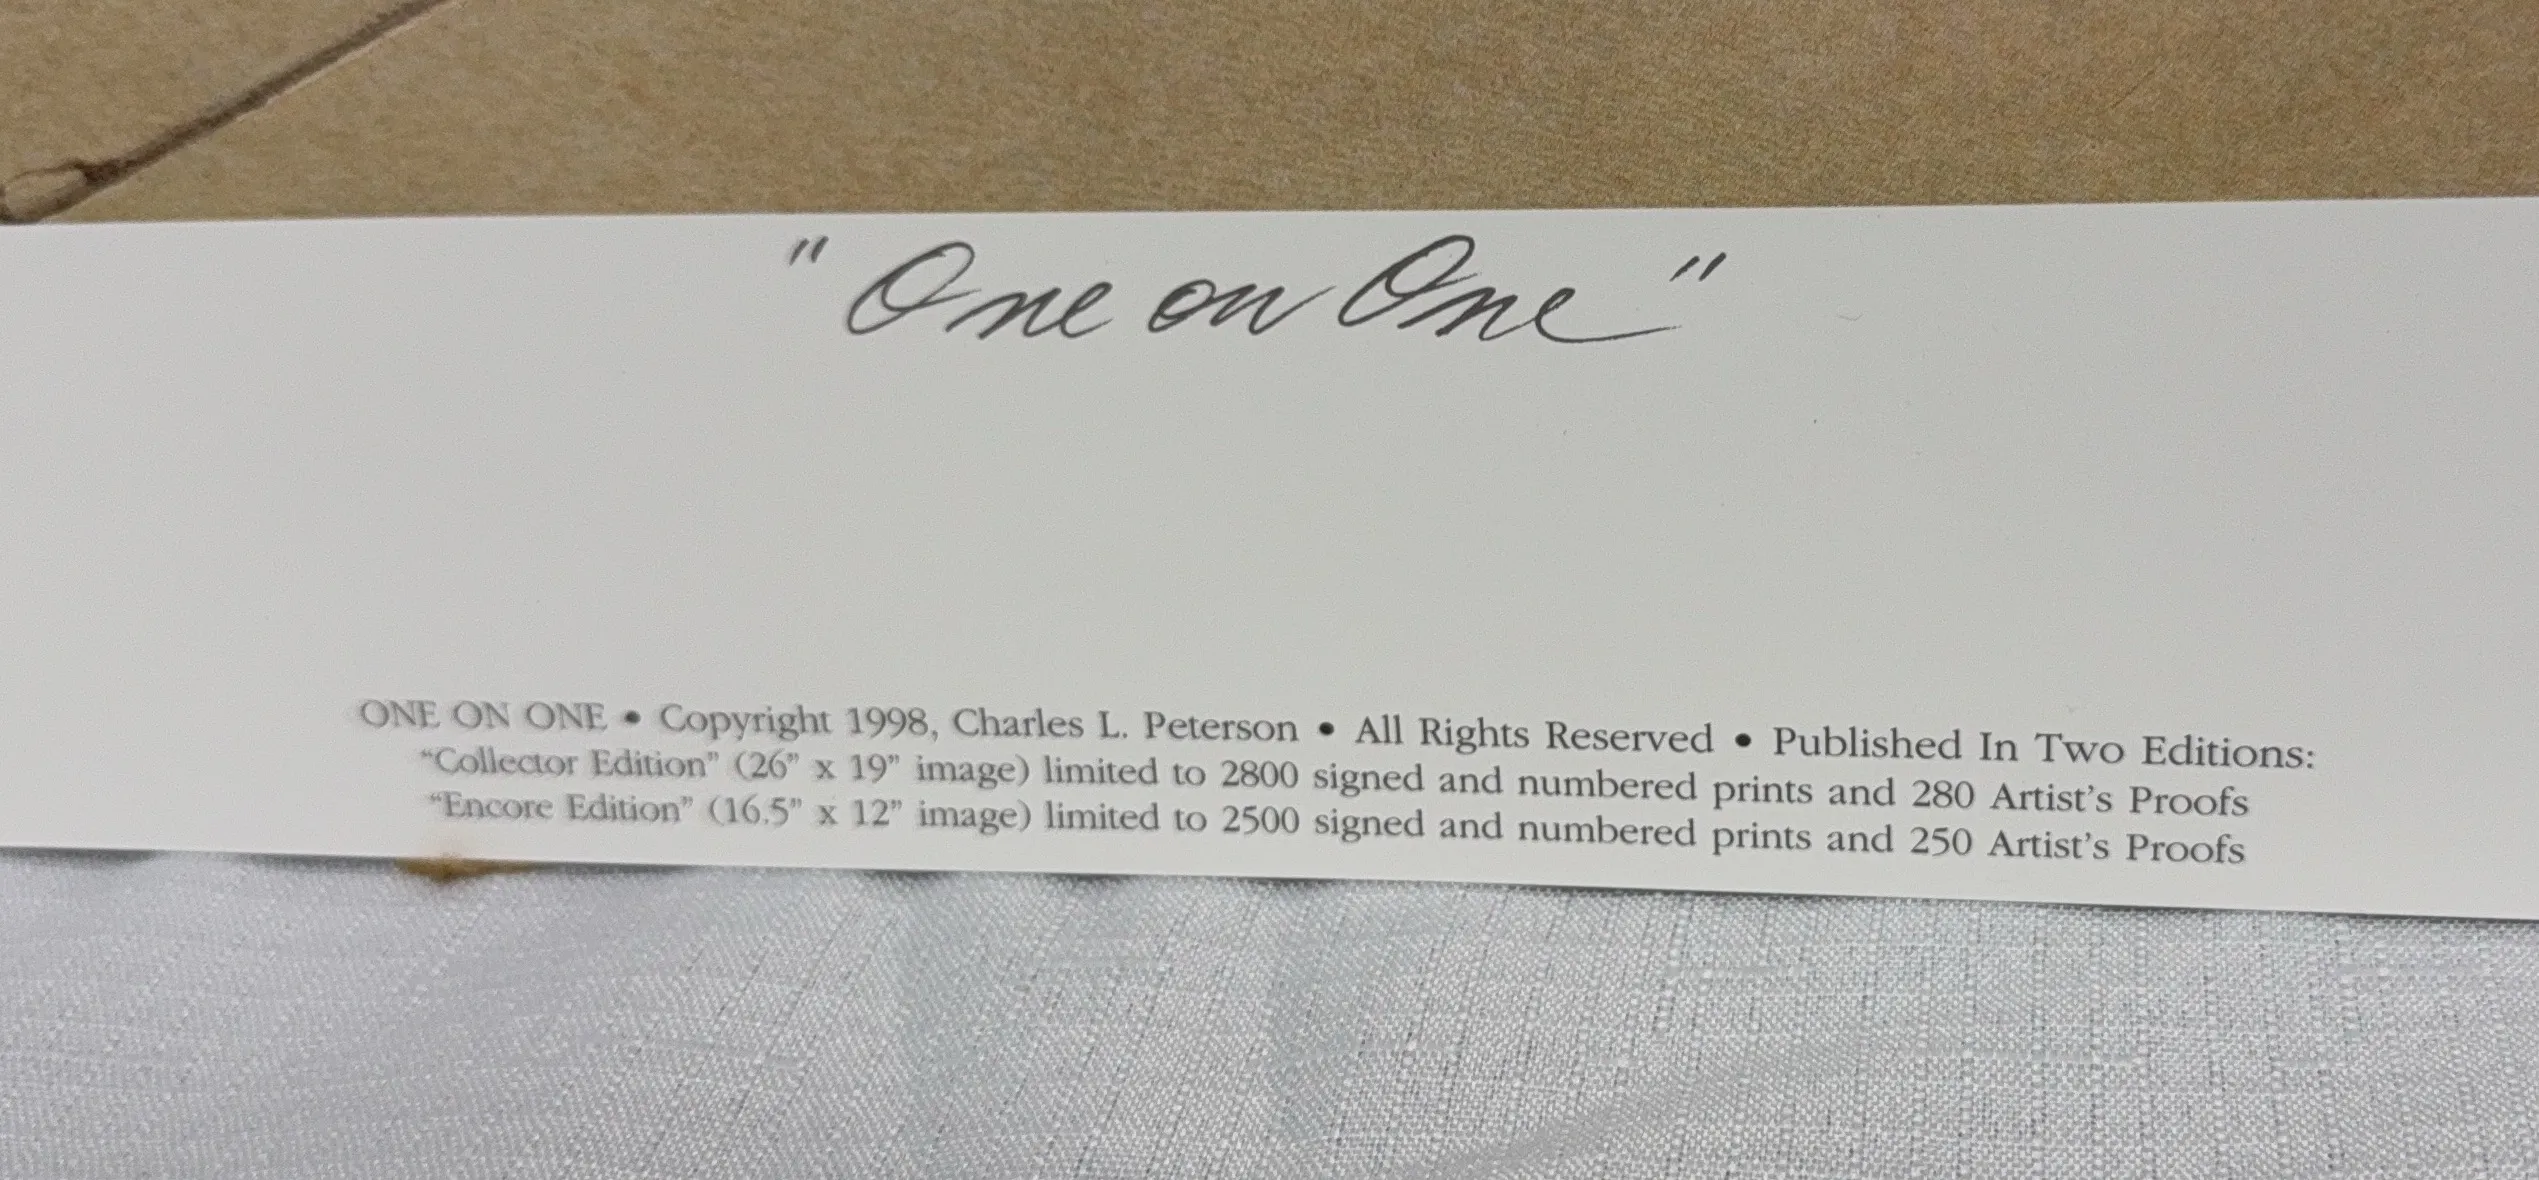 "One on One"
ONE ON ONE • Copyright 1998, Charles L. Peterson • All Rights Reserved • Published In Two Editions:
“Collector Edition” (26” x 19” image) limited to 2800 signed and numbered prints and 280 Artist’s Proofs
“Encore Edition” (16.5” x 12” image) limited to 2500 signed and numbered prints and 250 Artist’s Proofs